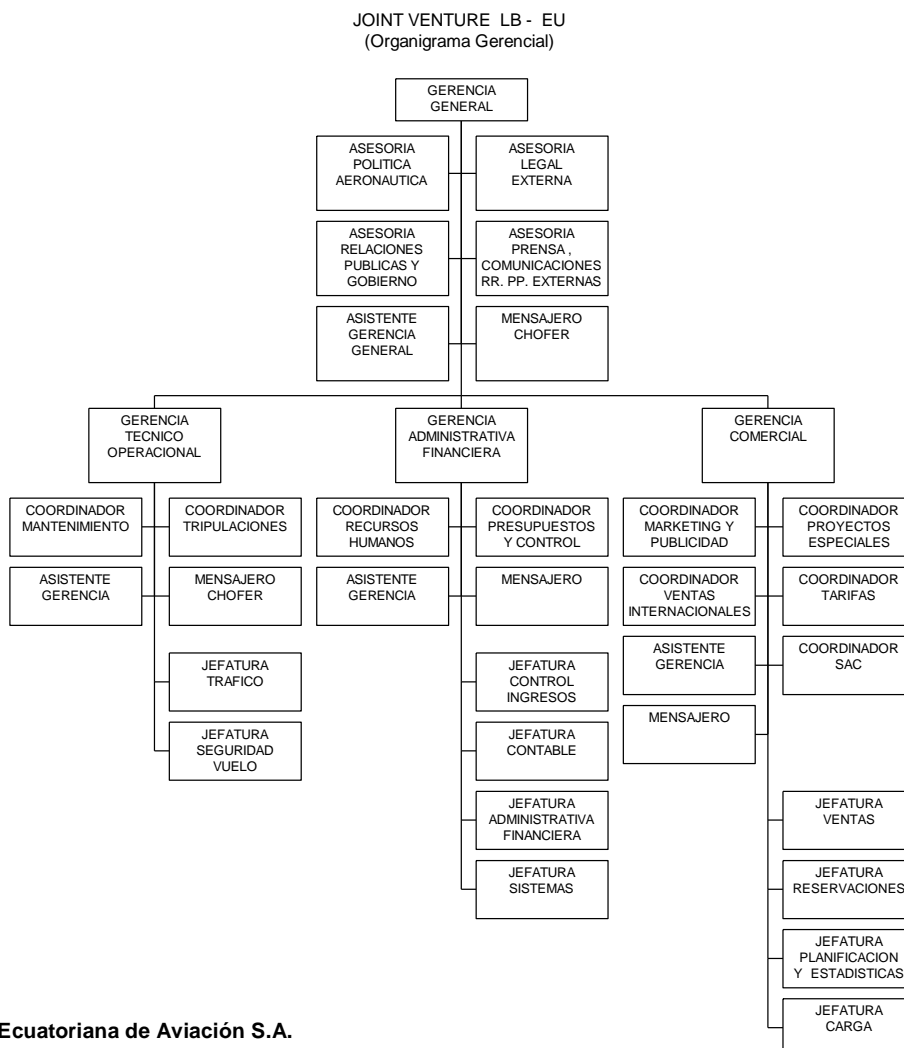 JOINT VENTURE LB - EU
(Organigrama Gerencial)
GERENCIA
GENERAL
ASESORIA
POLITICA
AERONAUTICA
ASESORIA
LEGAL
EXTERNA
ASESORIA
RELACIONES
PUBLICAS Y
GOBIERNO
ASESORIA
PRENSA ,
COMUNICACIONES
RR. PP. EXTERNAS
ASISTENTE
GERENCIA
GENERAL
MENSAJERO
CHOFER
GERENCIA
TECNICO
OPERACIONAL
GERENCIA
ADMINISTRATIVA
FINANCIERA
GERENCIA
COMERCIAL
COORDINADOR
MANTENIMIENTO
COORDINADOR
TRIPULACIONES
COORDINADOR
RECURSOS
HUMANOS
COORDINADOR
PRESUPUESTOS
Y CONTROL
COORDINADOR
MARKETING Y
PUBLICIDAD
COORDINADOR
PROYECTOS
ESPECIALES
ASISTENTE
GERENCIA
MENSAJERO
CHOFER
ASISTENTE
GERENCIA
MENSAJERO
COORDINADOR
VENTAS
INTERNACIONALES
COORDINADOR
TARIFAS
ASISTENTE
GERENCIA
COORDINADOR
SAC
JEFATURA
TRAFICO
JEFATURA
CONTROL
INGRESOS
MENSAJERO
JEFATURA
SEGURIDAD
VUELO
JEFATURA
CONTABLE
JEFATURA
ADMINISTRATIVA
FINANCIERA
JEFATURA
VENTAS
JEFATURA
SISTEMAS
JEFATURA
RESERVACIONES
JEFATURA
PLANIFICACION
Y ESTADISTICAS
JEFATURA
CARGA
Ecuatoriana de Aviación S.A.